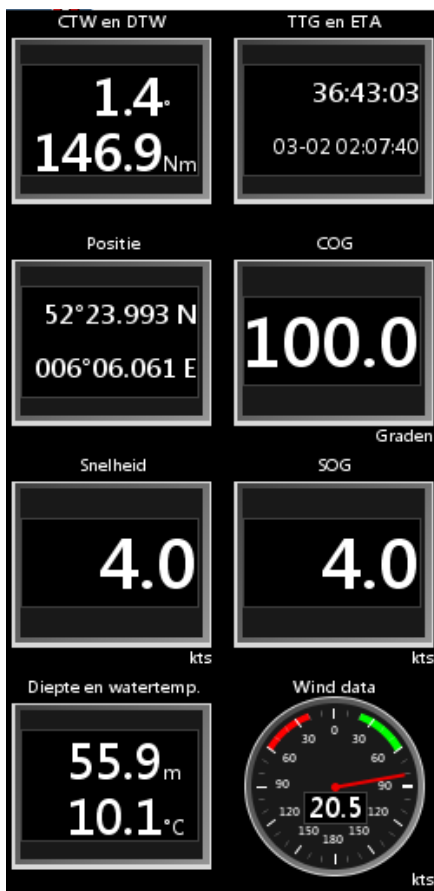 CTW en DTW
1.4°
146.9Nm
TTG en ETA
36:43:03
03-02 02:07:40
Positie
52°23.993 N
006°06.061 E
COG
100.0
Graden
Snelheid
4.0
kts
SOG
4.0
kts
Diepte en watertemp.
55.9m
10.1°C
Wind data
0
30 30
60 60
90 90
120 20.5 120
150 150
180
kts